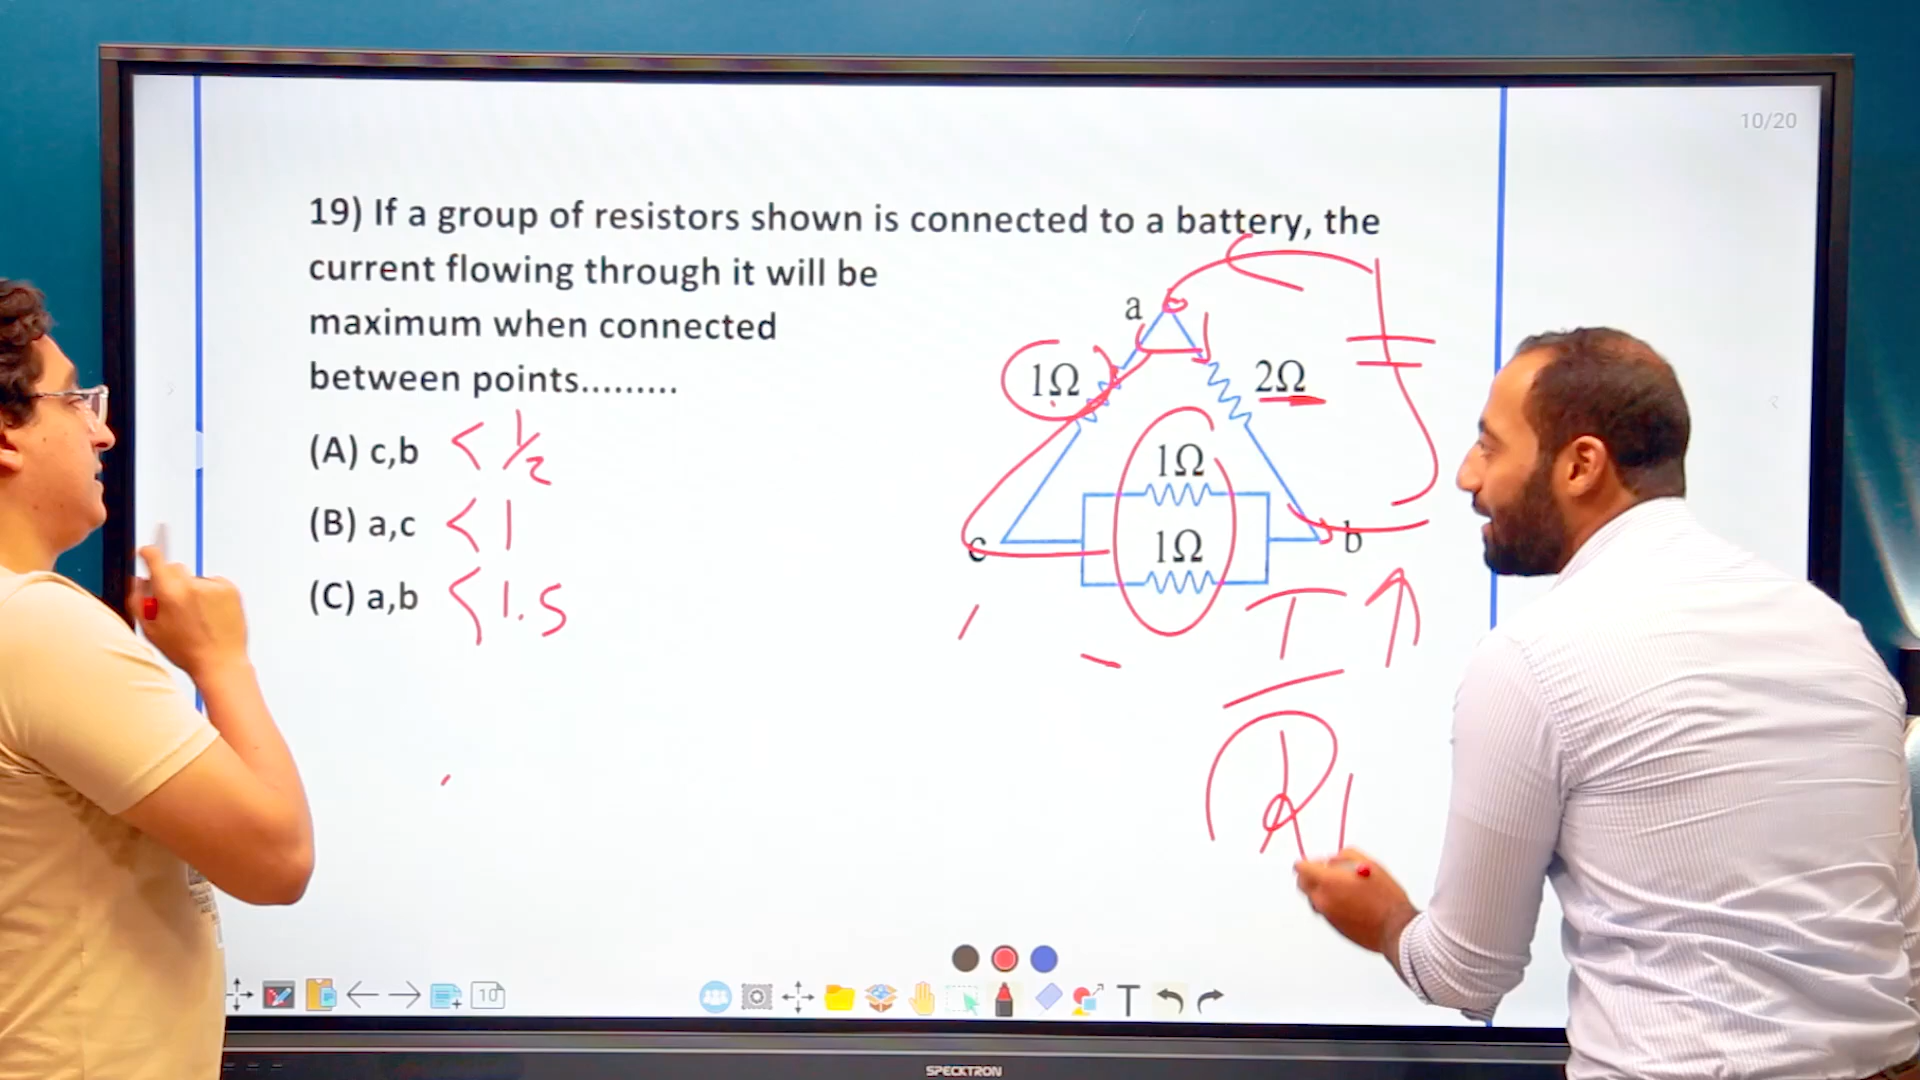 10/20
19) If a group of resistors shown is connected to a battery, the
current flowing through it will be
maximum when connected
between points.........
(A) c,b < 1/2
(B) a,c < 1
(C) a,b < 1.5
a
1Ω
2Ω
1Ω
1Ω
c
b
I ↑
R
10
T
SPECKTRON